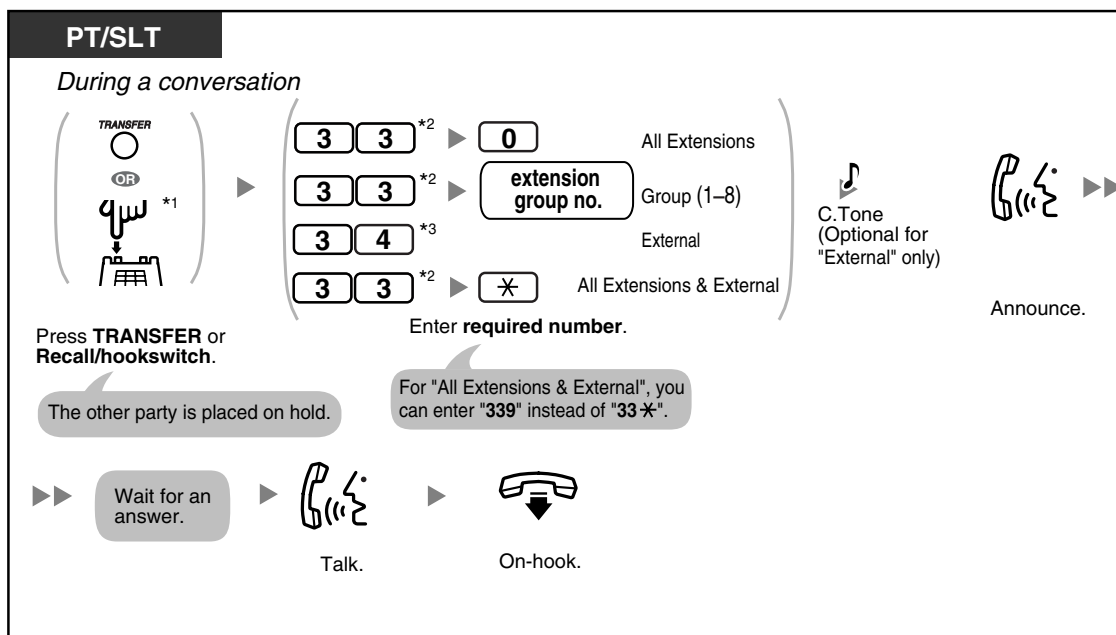 PT/SLT
During a conversation
TRANSFER
OR
*1
Press TRANSFER or
Recall/hookswitch.
The other party is placed on hold.
3 3 *2 0 All Extensions
3 3 *2 extension
group no. Group (1–8)
3 4 *3 External
3 3 *2 ✳ All Extensions & External
Enter required number.
For "All Extensions & External", you
can enter "339" instead of "33✳".
C.Tone
(Optional for
"External" only)
Announce.
Wait for an
answer.
Talk.
On-hook.